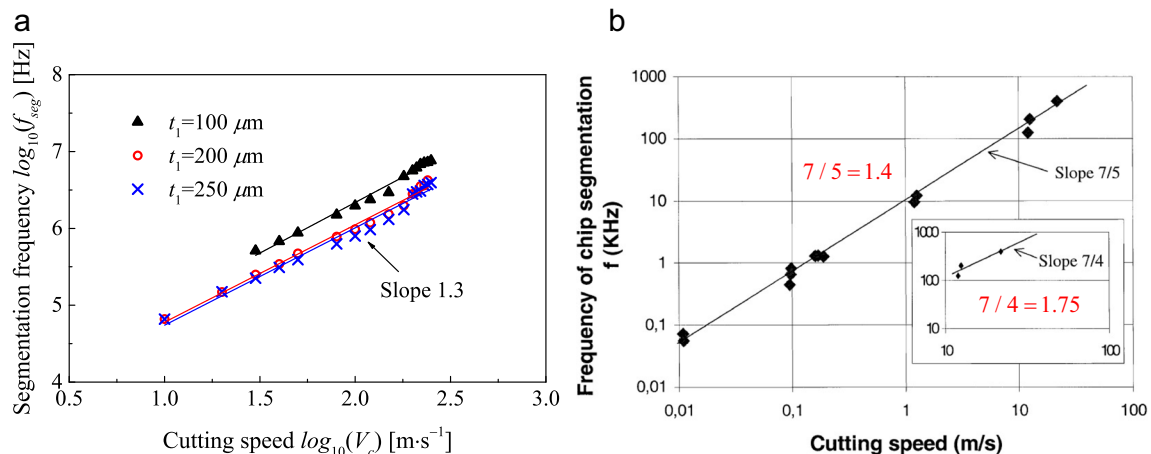 a
Segmentation frequency log10(fseg) [Hz]
8
7
6
5
4
t1=100 μm
t1=200 μm
t1=250 μm
Slope 1.3
0.5
1.0
1.5
2.0
2.5
3.0
Cutting speed log10(Vc) [m·s−1]
b
Frequency of chip segmentation
f (KHz)
1000
100
10
1
0,1
0,01
7 / 5 = 1.4
Slope 7/5
1000
100
10
Slope 7/4
7 / 4 = 1.75
10
100
0,01
0,1
1
10
100
Cutting speed (m/s)